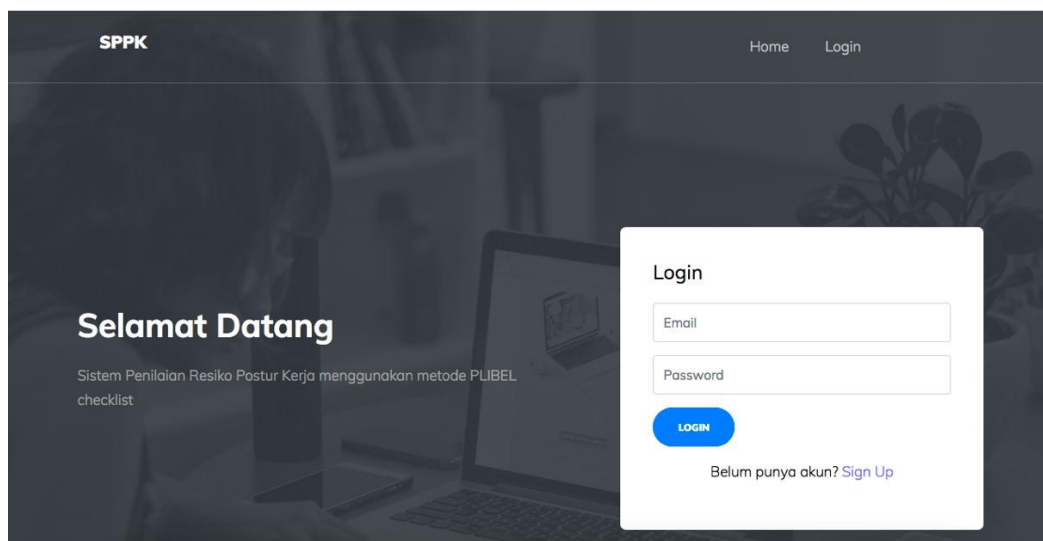 SPPK
Home
Login
Selamat Datang
Sistem Penilaian Resiko Postur Kerja menggunakan metode PLIBEL
checklist
Login
Email
Password
LOGIN
Belum punya akun? Sign Up